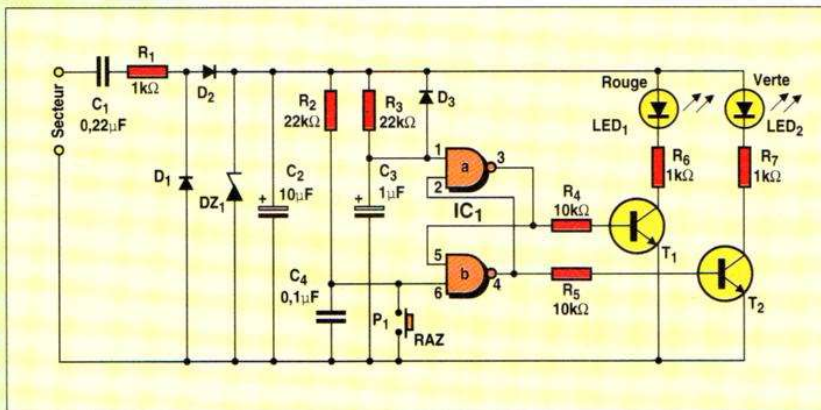 Secteur
C1
0,22µF
R1
1kΩ
D2
D1
DZ1
C2
10µF
R2
22kΩ
R3
22kΩ
D3
C3
1µF
C4
0,1µF
P1
RAZ
1
2
3
a
IC1
5
6
4
b
R4
10kΩ
R5
10kΩ
Rouge
LED1
R6
1kΩ
T1
Verte
LED2
R7
1kΩ
T2
+
+